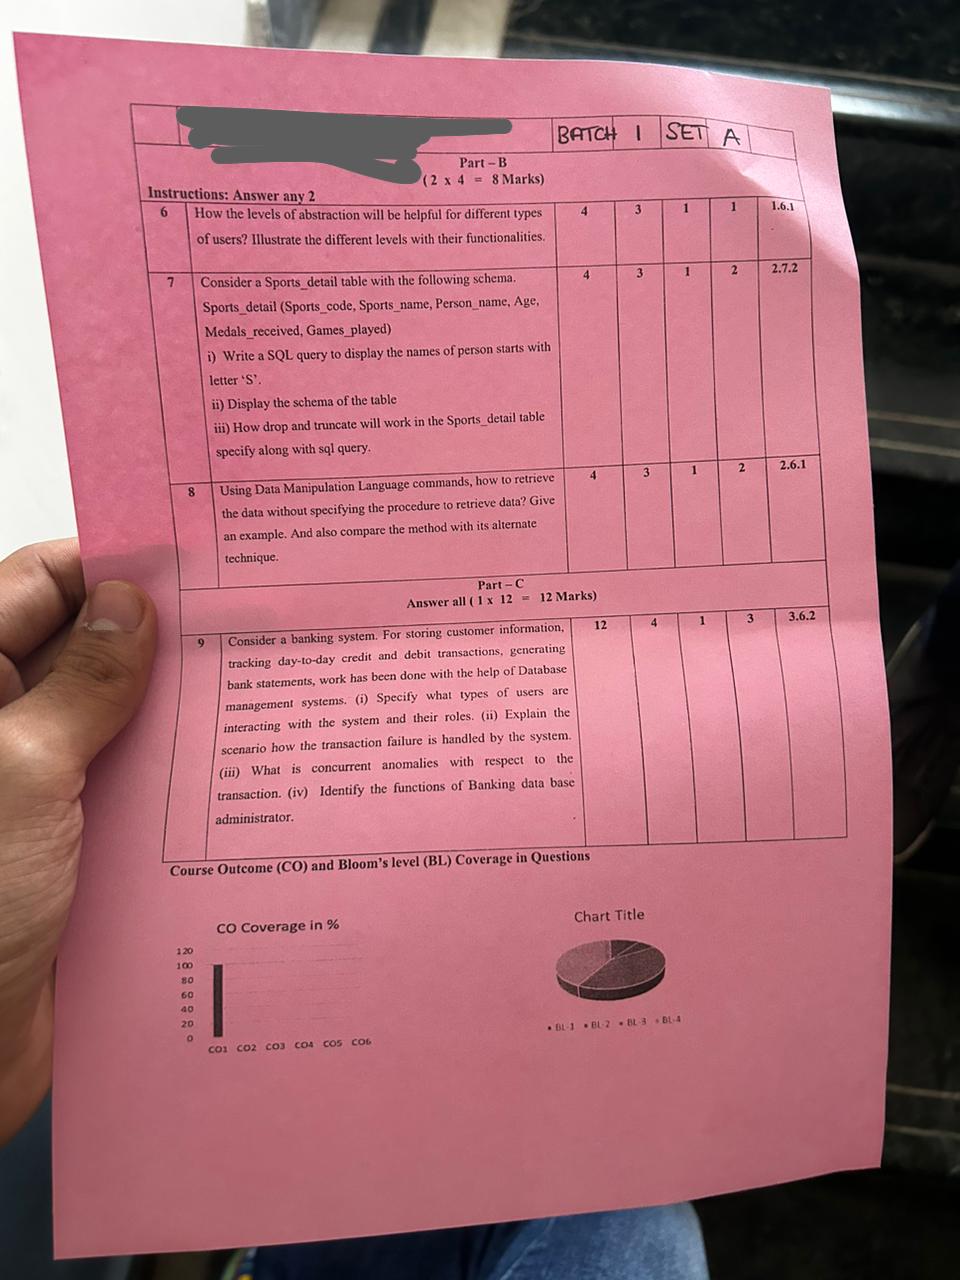 BATCH 1 SET A
Part – B
( 2 x 4 = 8 Marks)
Instructions: Answer any 2
6 How the levels of abstraction will be helpful for different types 4 3 1 1 1.6.1
of users? Illustrate the different levels with their functionalities.
7 Consider a Sports_detail table with the following schema. 4 3 1 2 2.7.2
Sports_detail (Sports_code, Sports_name, Person_name, Age,
Medals_received, Games_played)
i) Write a SQL query to display the names of person starts with
letter ‘S’.
ii) Display the schema of the table
iii) How drop and truncate will work in the Sports_detail table
specify along with sql query.
8 Using Data Manipulation Language commands, how to retrieve 4 3 1 2 2.6.1
the data without specifying the procedure to retrieve data? Give
an example. And also compare the method with its alternate
technique.
Part – C
Answer all ( 1 x 12 = 12 Marks)
9 Consider a banking system. For storing customer information, 12 4 1 3 3.6.2
tracking day-to-day credit and debit transactions, generating
bank statements, work has been done with the help of Database
management systems. (i) Specify what types of users are
interacting with the system and their roles. (ii) Explain the
scenario how the transaction failure is handled by the system.
(iii) What is concurrent anomalies with respect to the
transaction. (iv) Identify the functions of Banking data base
administrator.
Course Outcome (CO) and Bloom’s level (BL) Coverage in Questions
CO Coverage in %
120
100
80
60
40
20
0
CO1 CO2 CO3 CO4 CO5 CO6
Chart Title
BL-1 BL-2 BL-3 BL-4